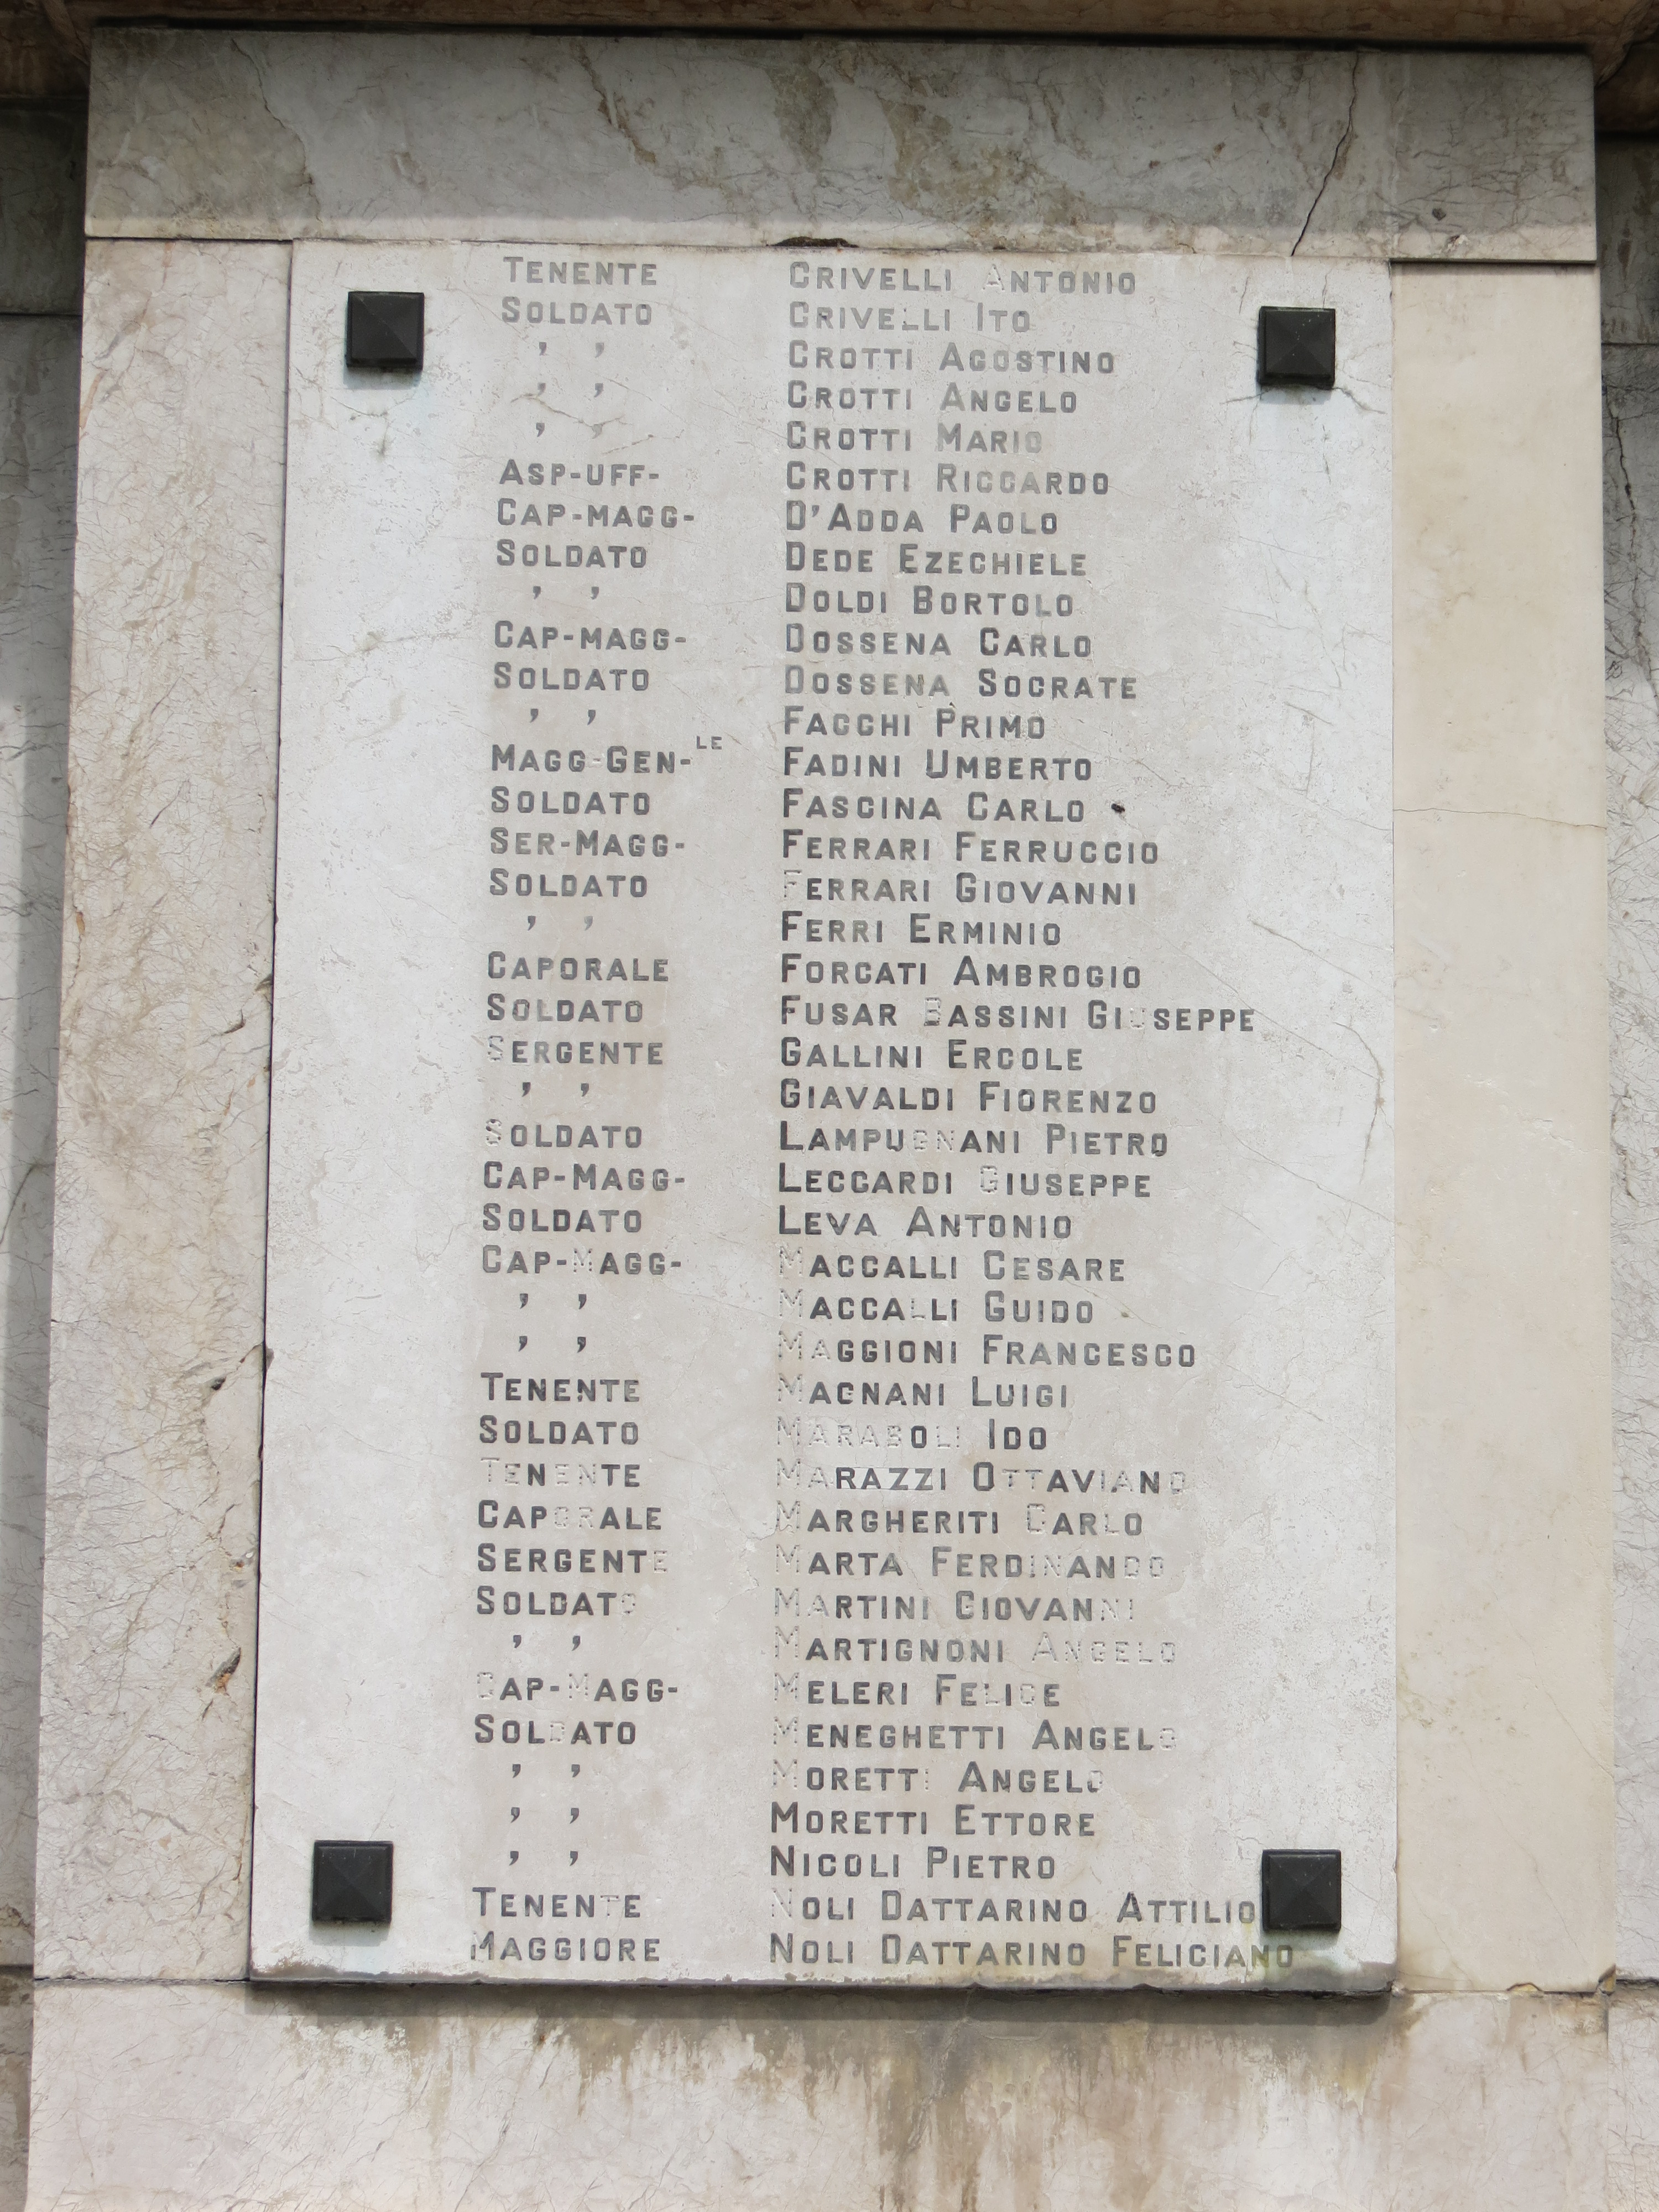 TENENTE CRIVELLI ANTONIO
SOLDATO CRIVELLI ITO
, , CROTTI AGOSTINO
, , CROTTI ANGELO
, , CROTTI MARIO
ASP-UFF- CROTTI RICCARDO
CAP-MAGG- D'ADDA PAOLO
SOLDATO DEDE EZECHIELE
, , DOLDI BORTOLO
CAP-MAGG- DOSSENA CARLO
SOLDATO DOSSENA SOCRATE
, , FACCHI PRIMO
MAGG-GEN-LE FADINI UMBERTO
SOLDATO FASCINA CARLO
SER-MAGG- FERRARI FERRUCCIO
SOLDATO FERRARI GIOVANNI
, , FERRI ERMINIO
CAPORALE FORCATI AMBROGIO
SOLDATO FUSAR BASSINI GIUSEPPE
SERGENTE GALLINI ERCOLE
, , GIAVALDI FIORENZO
SOLDATO LAMPUGNANI PIETRO
CAP-MAGG- LECCARDI GIUSEPPE
SOLDATO LEVA ANTONIO
CAP-MAGG- MACCALLI CESARE
, , MACCALLI GUIDO
, , MAGGIONI FRANCESCO
TENENTE MAGNANI LUIGI
SOLDATO MARABOLI IDO
TENENTE MARAZZI OTTAVIANO
CAPORALE MARGHERITI CARLO
SERGENTE MARTA FERDINANDO
SOLDATO MARTINI GIOVANNI
, , MARTIGNONI ANGELO
CAP-MAGG- MELERI FELICE
SOLDATO MENEGHETTI ANGELO
, , MORETTI ANGELO
, , MORETTI ETTORE
, , NICOLI PIETRO
TENENTE NOLI DATTARINO ATTILIO
MAGGIORE NOLI DATTARINO FELICIANO